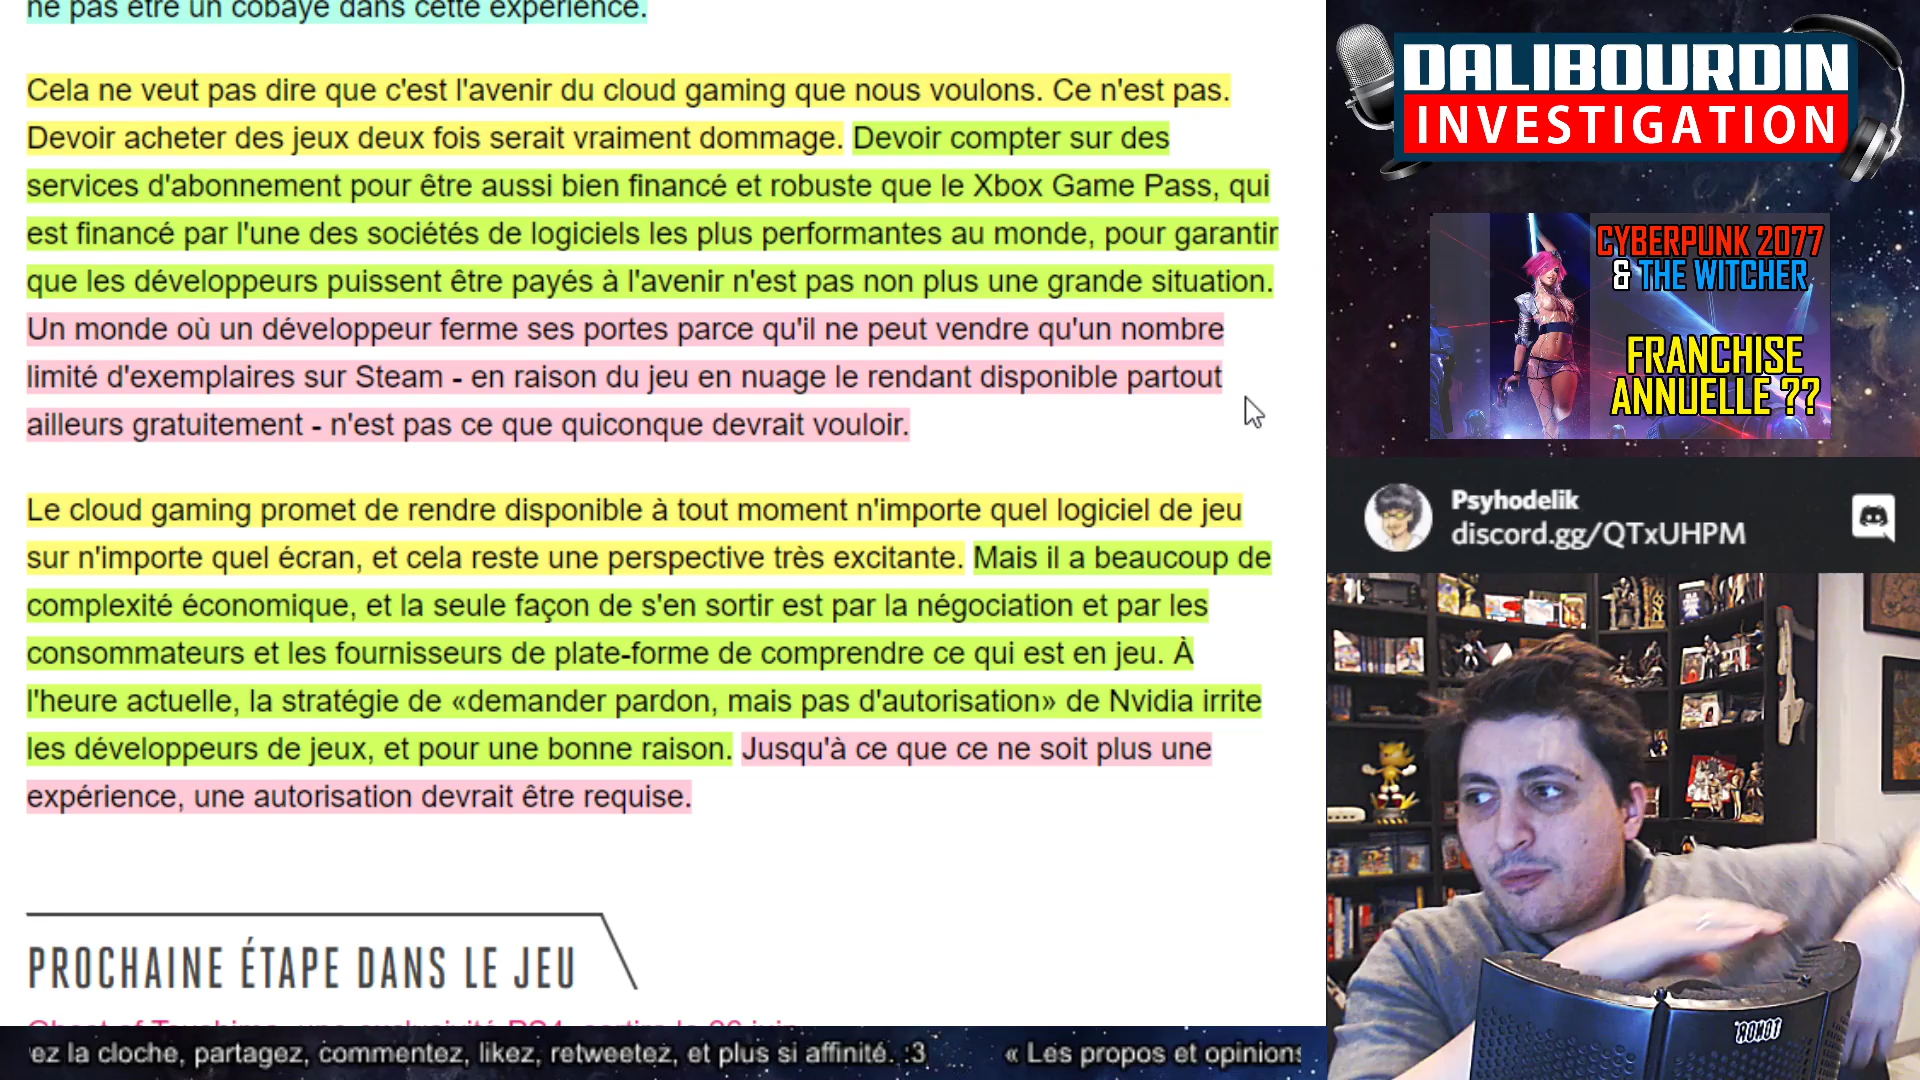 ne pas être un cobaye dans cette expérience.
Cela ne veut pas dire que c'est l'avenir du cloud gaming que nous voulons. Ce n'est pas.
Devoir acheter des jeux deux fois serait vraiment dommage. Devoir compter sur des
services d'abonnement pour être aussi bien financé et robuste que le Xbox Game Pass, qui
est financé par l'une des sociétés de logiciels les plus performantes au monde, pour garantir
que les développeurs puissent être payés à l'avenir n'est pas non plus une grande situation.
Un monde où un développeur ferme ses portes parce qu'il ne peut vendre qu'un nombre
limité d'exemplaires sur Steam - en raison du jeu en nuage le rendant disponible partout
ailleurs gratuitement - n'est pas ce que quiconque devrait vouloir.
Le cloud gaming promet de rendre disponible à tout moment n'importe quel logiciel de jeu
sur n'importe quel écran, et cela reste une perspective très excitante. Mais il a beaucoup de
complexité économique, et la seule façon de s'en sortir est par la négociation et par les
consommateurs et les fournisseurs de plate-forme de comprendre ce qui est en jeu. À
l'heure actuelle, la stratégie de «demander pardon, mais pas d'autorisation» de Nvidia irrite
les développeurs de jeux, et pour une bonne raison. Jusqu'à ce que ce ne soit plus une
expérience, une autorisation devrait être requise.
PROCHAINE ÉTAPE DANS LE JEU
ez la cloche, partagez, commentez, likez, retweetez, et plus si affinité. :3
« Les propos et opinions
DALIBOURDIN
INVESTIGATION
CYBERPUNK 2077
& THE WITCHER
FRANCHISE
ANNUELLE ??
Psyhodelik
discord.gg/QTxUHPM